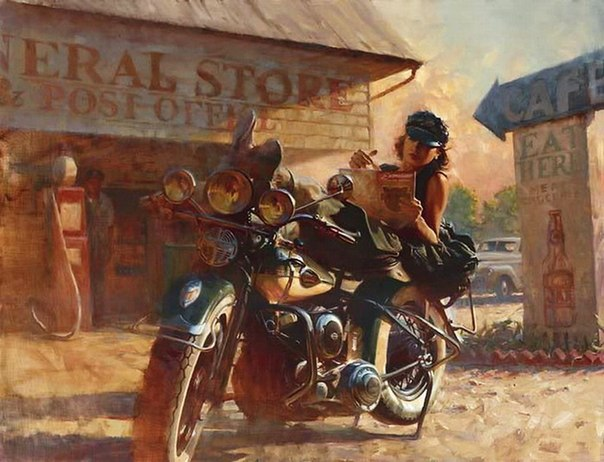 NERAL STORE
& POST OFFICE
CAFE
EAT
HERE